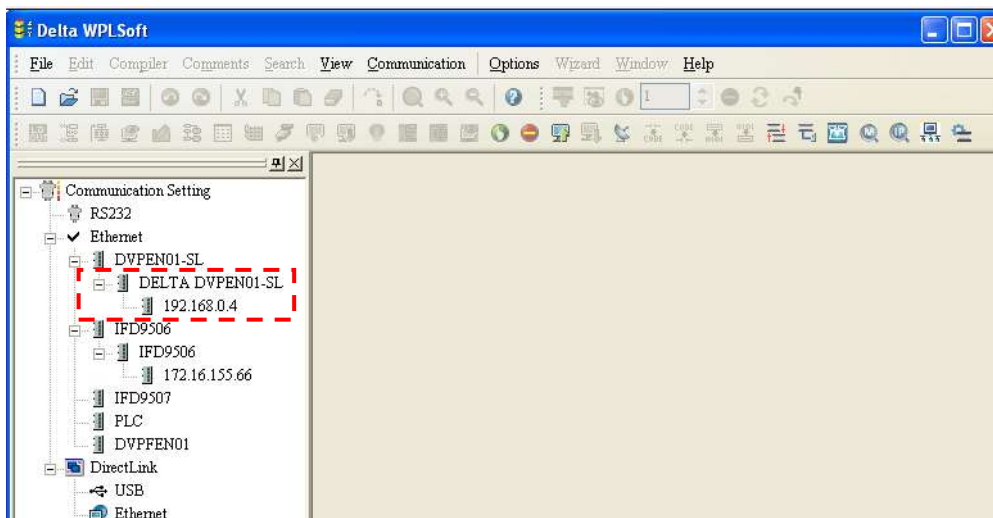 Delta WPLSoft
File Edit Compiler Comments Search View Communication Options Wizard Window Help
1
Communication Setting
RS232
Ethernet
DVPEN01-SL
DELTA DVPEN01-SL
192.168.0.4
IFD9506
IFD9506
172.16.155.66
IFD9507
PLC
DVPFEN01
DirectLink
USB
Ethernet